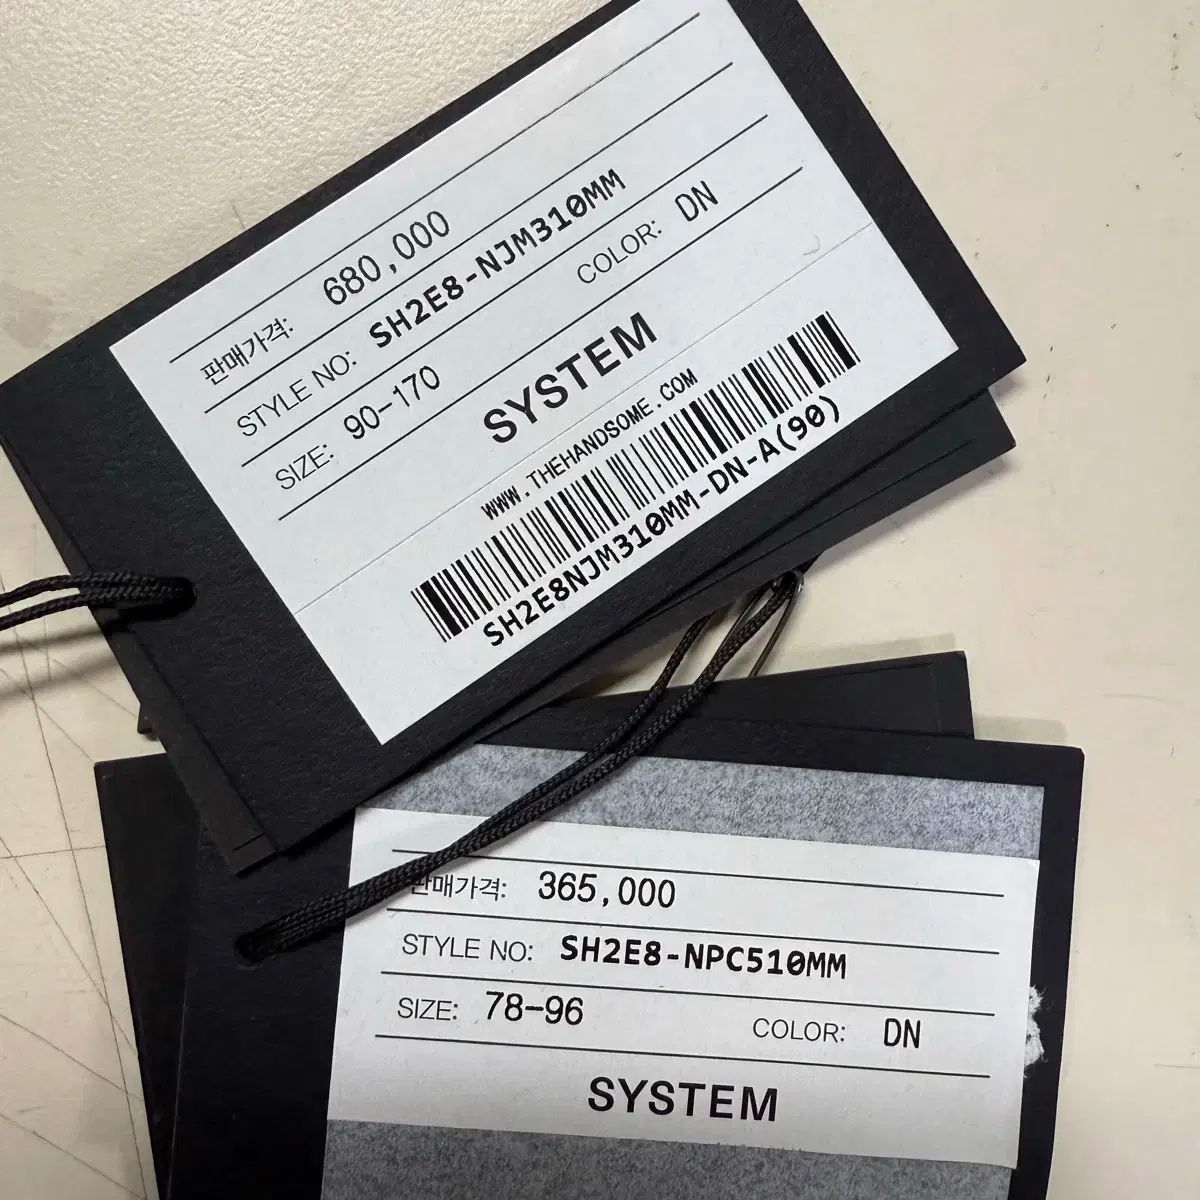 판매가격: 680,000
STYLE NO: SH2E8-NJM310MM
SIZE: 90-170 COLOR: DN
SYSTEM
WWW.THEHANDSOME.COM
SH2E8NJM310MM-DN-A(90)
판매가격: 365,000
STYLE NO: SH2E8-NPC510MM
SIZE: 78-96 COLOR: DN
SYSTEM